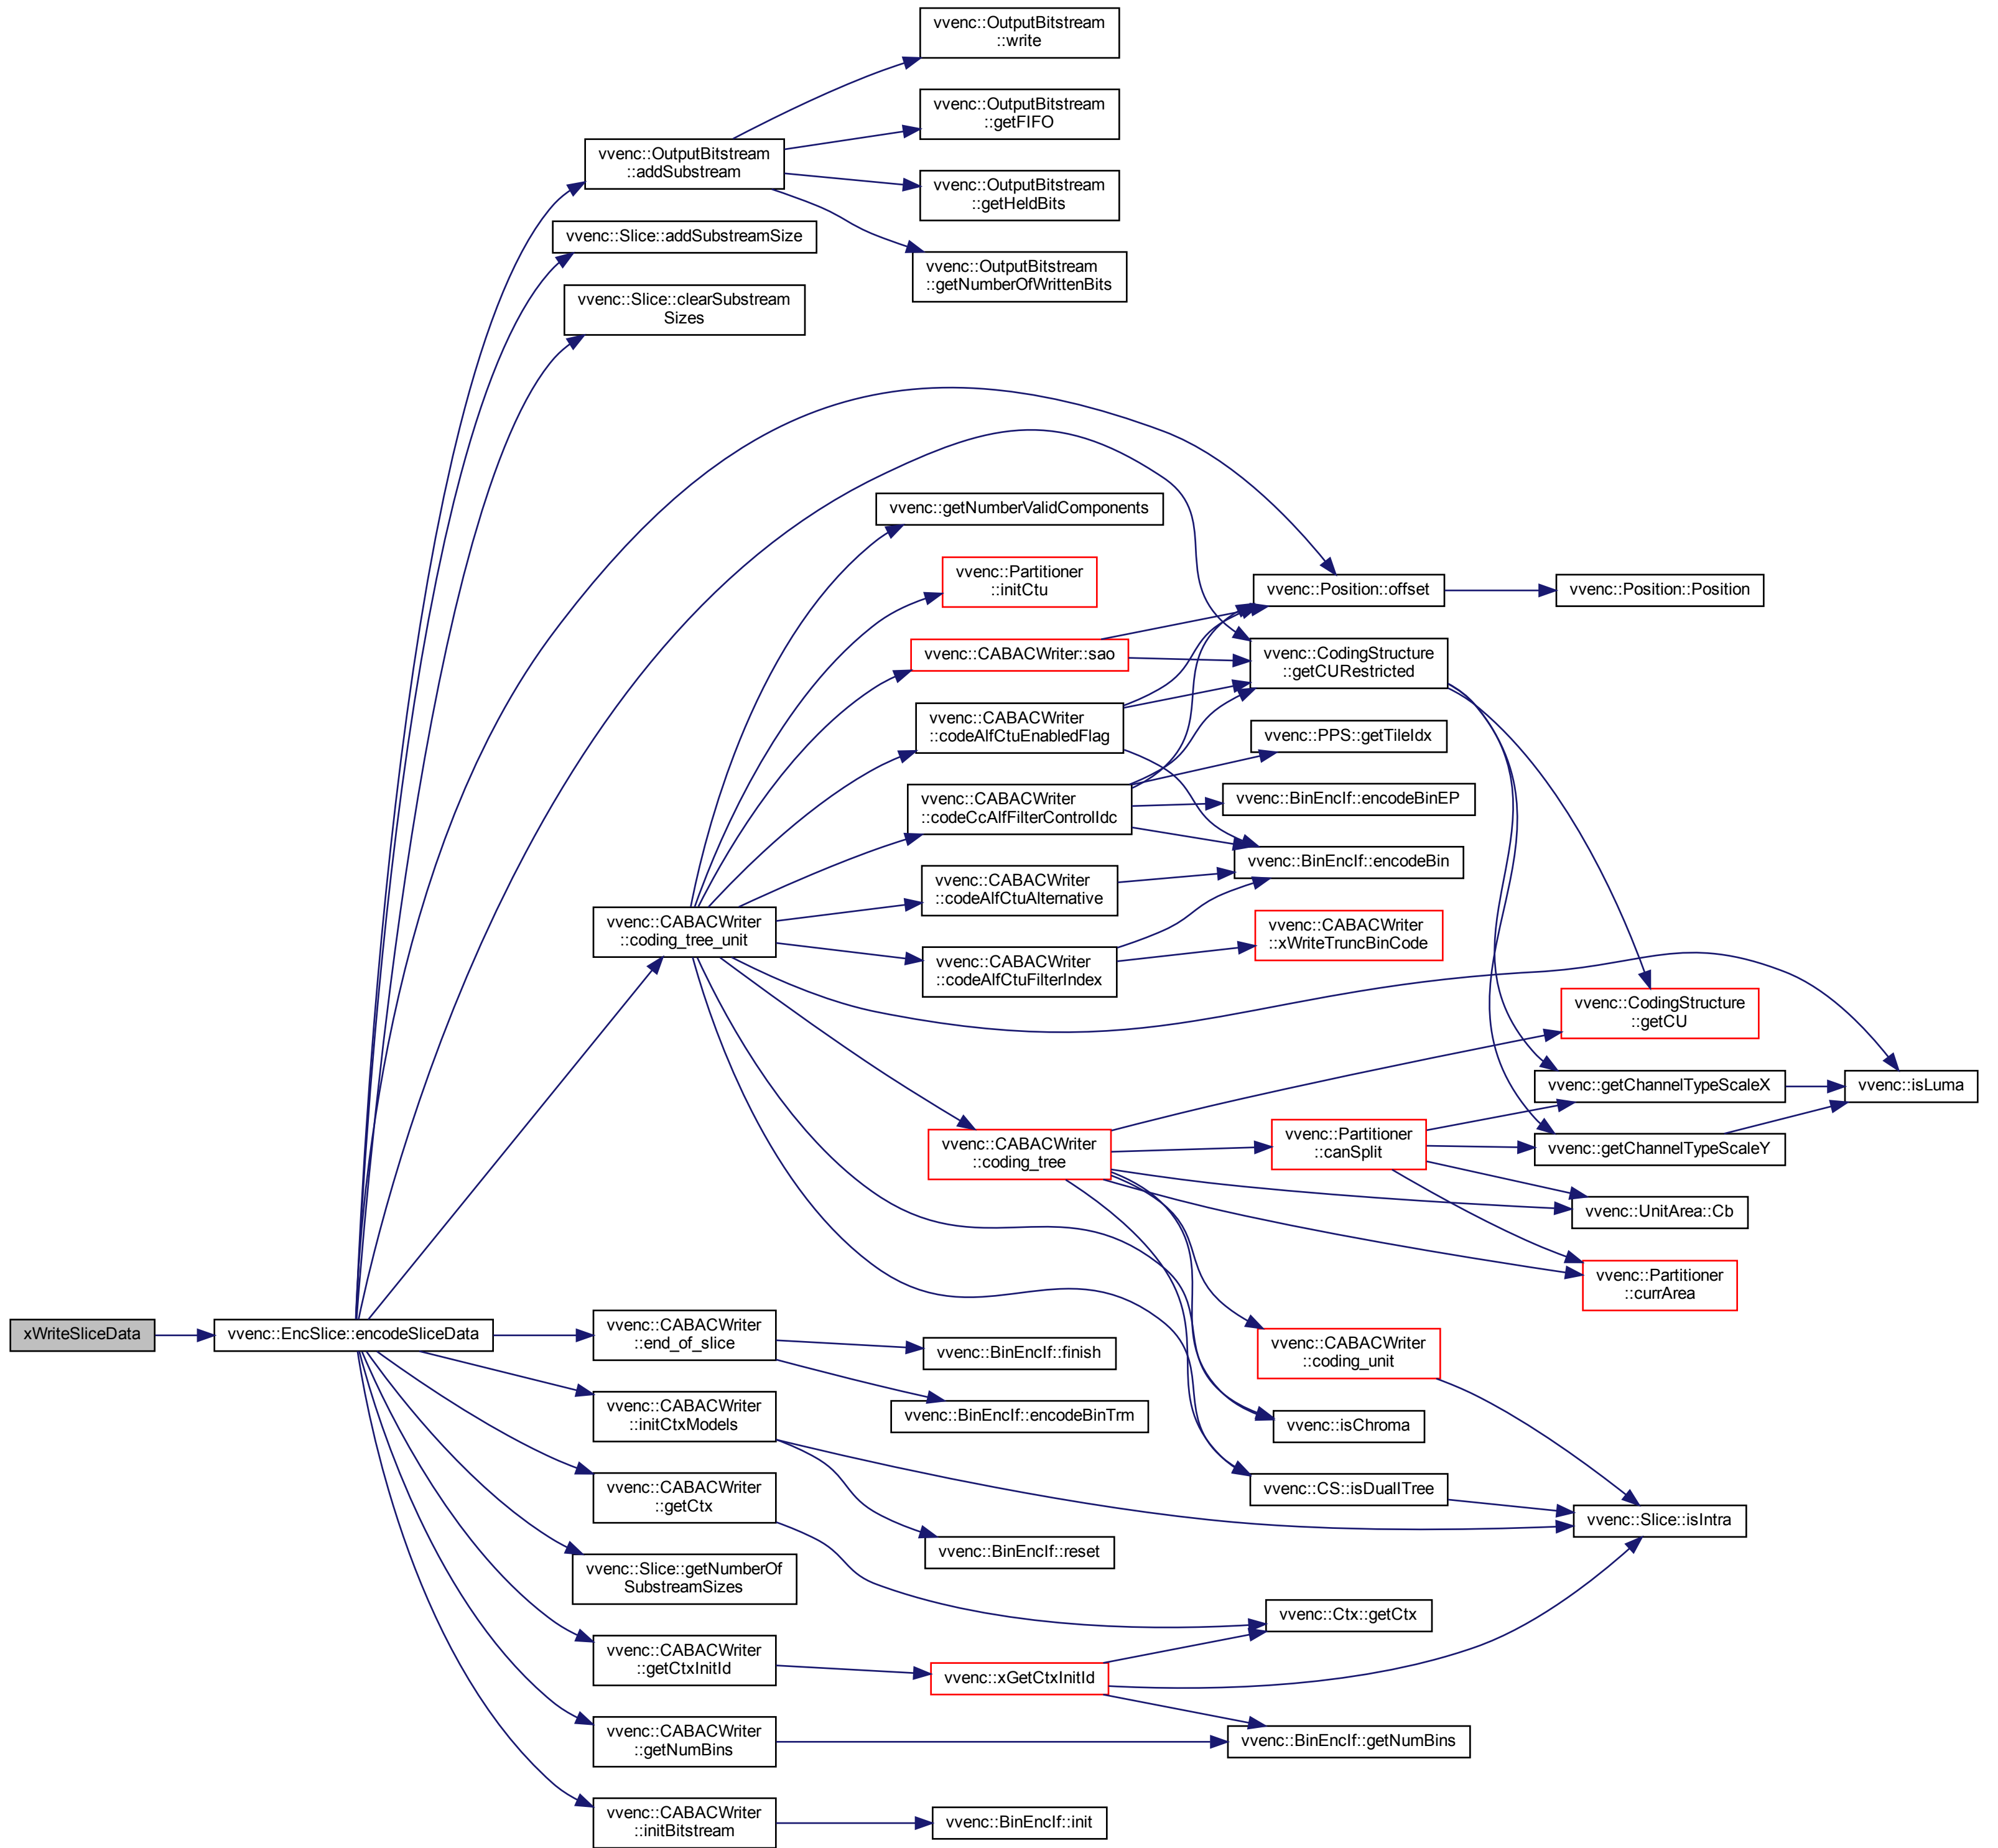 vvenc::OutputBitstream
::write
vvenc::OutputBitstream
::getFIFO
vvenc::OutputBitstream
::addSubstream
vvenc::OutputBitstream
::getHeldBits
vvenc::Slice::addSubstreamSize
vvenc::OutputBitstream
::getNumberOfWrittenBits
vvenc::Slice::clearSubstream
Sizes
vvenc::getNumberValidComponents
vvenc::Partitioner
::initCtu
vvenc::Position::offset
vvenc::Position::Position
vvenc::CABACWriter::sao
vvenc::CodingStructure
::getCURestricted
vvenc::CABACWriter
::codeAlfCtuEnabledFlag
vvenc::PPS::getTileIdx
vvenc::CABACWriter
::codeCcAlfFilterControlIdc
vvenc::BinEncIf::encodeBinEP
vvenc::BinEncIf::encodeBin
vvenc::CABACWriter
::codeAlfCtuAlternative
vvenc::CABACWriter
::coding_tree_unit
vvenc::CABACWriter
::xWriteTruncBinCode
vvenc::CABACWriter
::codeAlfCtuFilterIndex
vvenc::CodingStructure
::getCU
vvenc::getChannelTypeScaleX
vvenc::isLuma
vvenc::CABACWriter
::coding_tree
vvenc::Partitioner
::canSplit
vvenc::getChannelTypeScaleY
vvenc::UnitArea::Cb
vvenc::Partitioner
::currArea
xWriteSliceData
vvenc::EncSlice::encodeSliceData
vvenc::CABACWriter
::end_of_slice
vvenc::BinEncIf::finish
vvenc::CABACWriter
::coding_unit
vvenc::BinEncIf::encodeBinTrm
vvenc::CABACWriter
::initCtxModels
vvenc::isChroma
vvenc::CABACWriter
::getCtx
vvenc::CS::isDualITree
vvenc::Slice::isIntra
vvenc::BinEncIf::reset
vvenc::Slice::getNumberOf
SubstreamSizes
vvenc::Ctx::getCtx
vvenc::CABACWriter
::getCtxInitId
vvenc::xGetCtxInitId
vvenc::CABACWriter
::getNumBins
vvenc::BinEncIf::getNumBins
vvenc::CABACWriter
::initBitstream
vvenc::BinEncIf::init